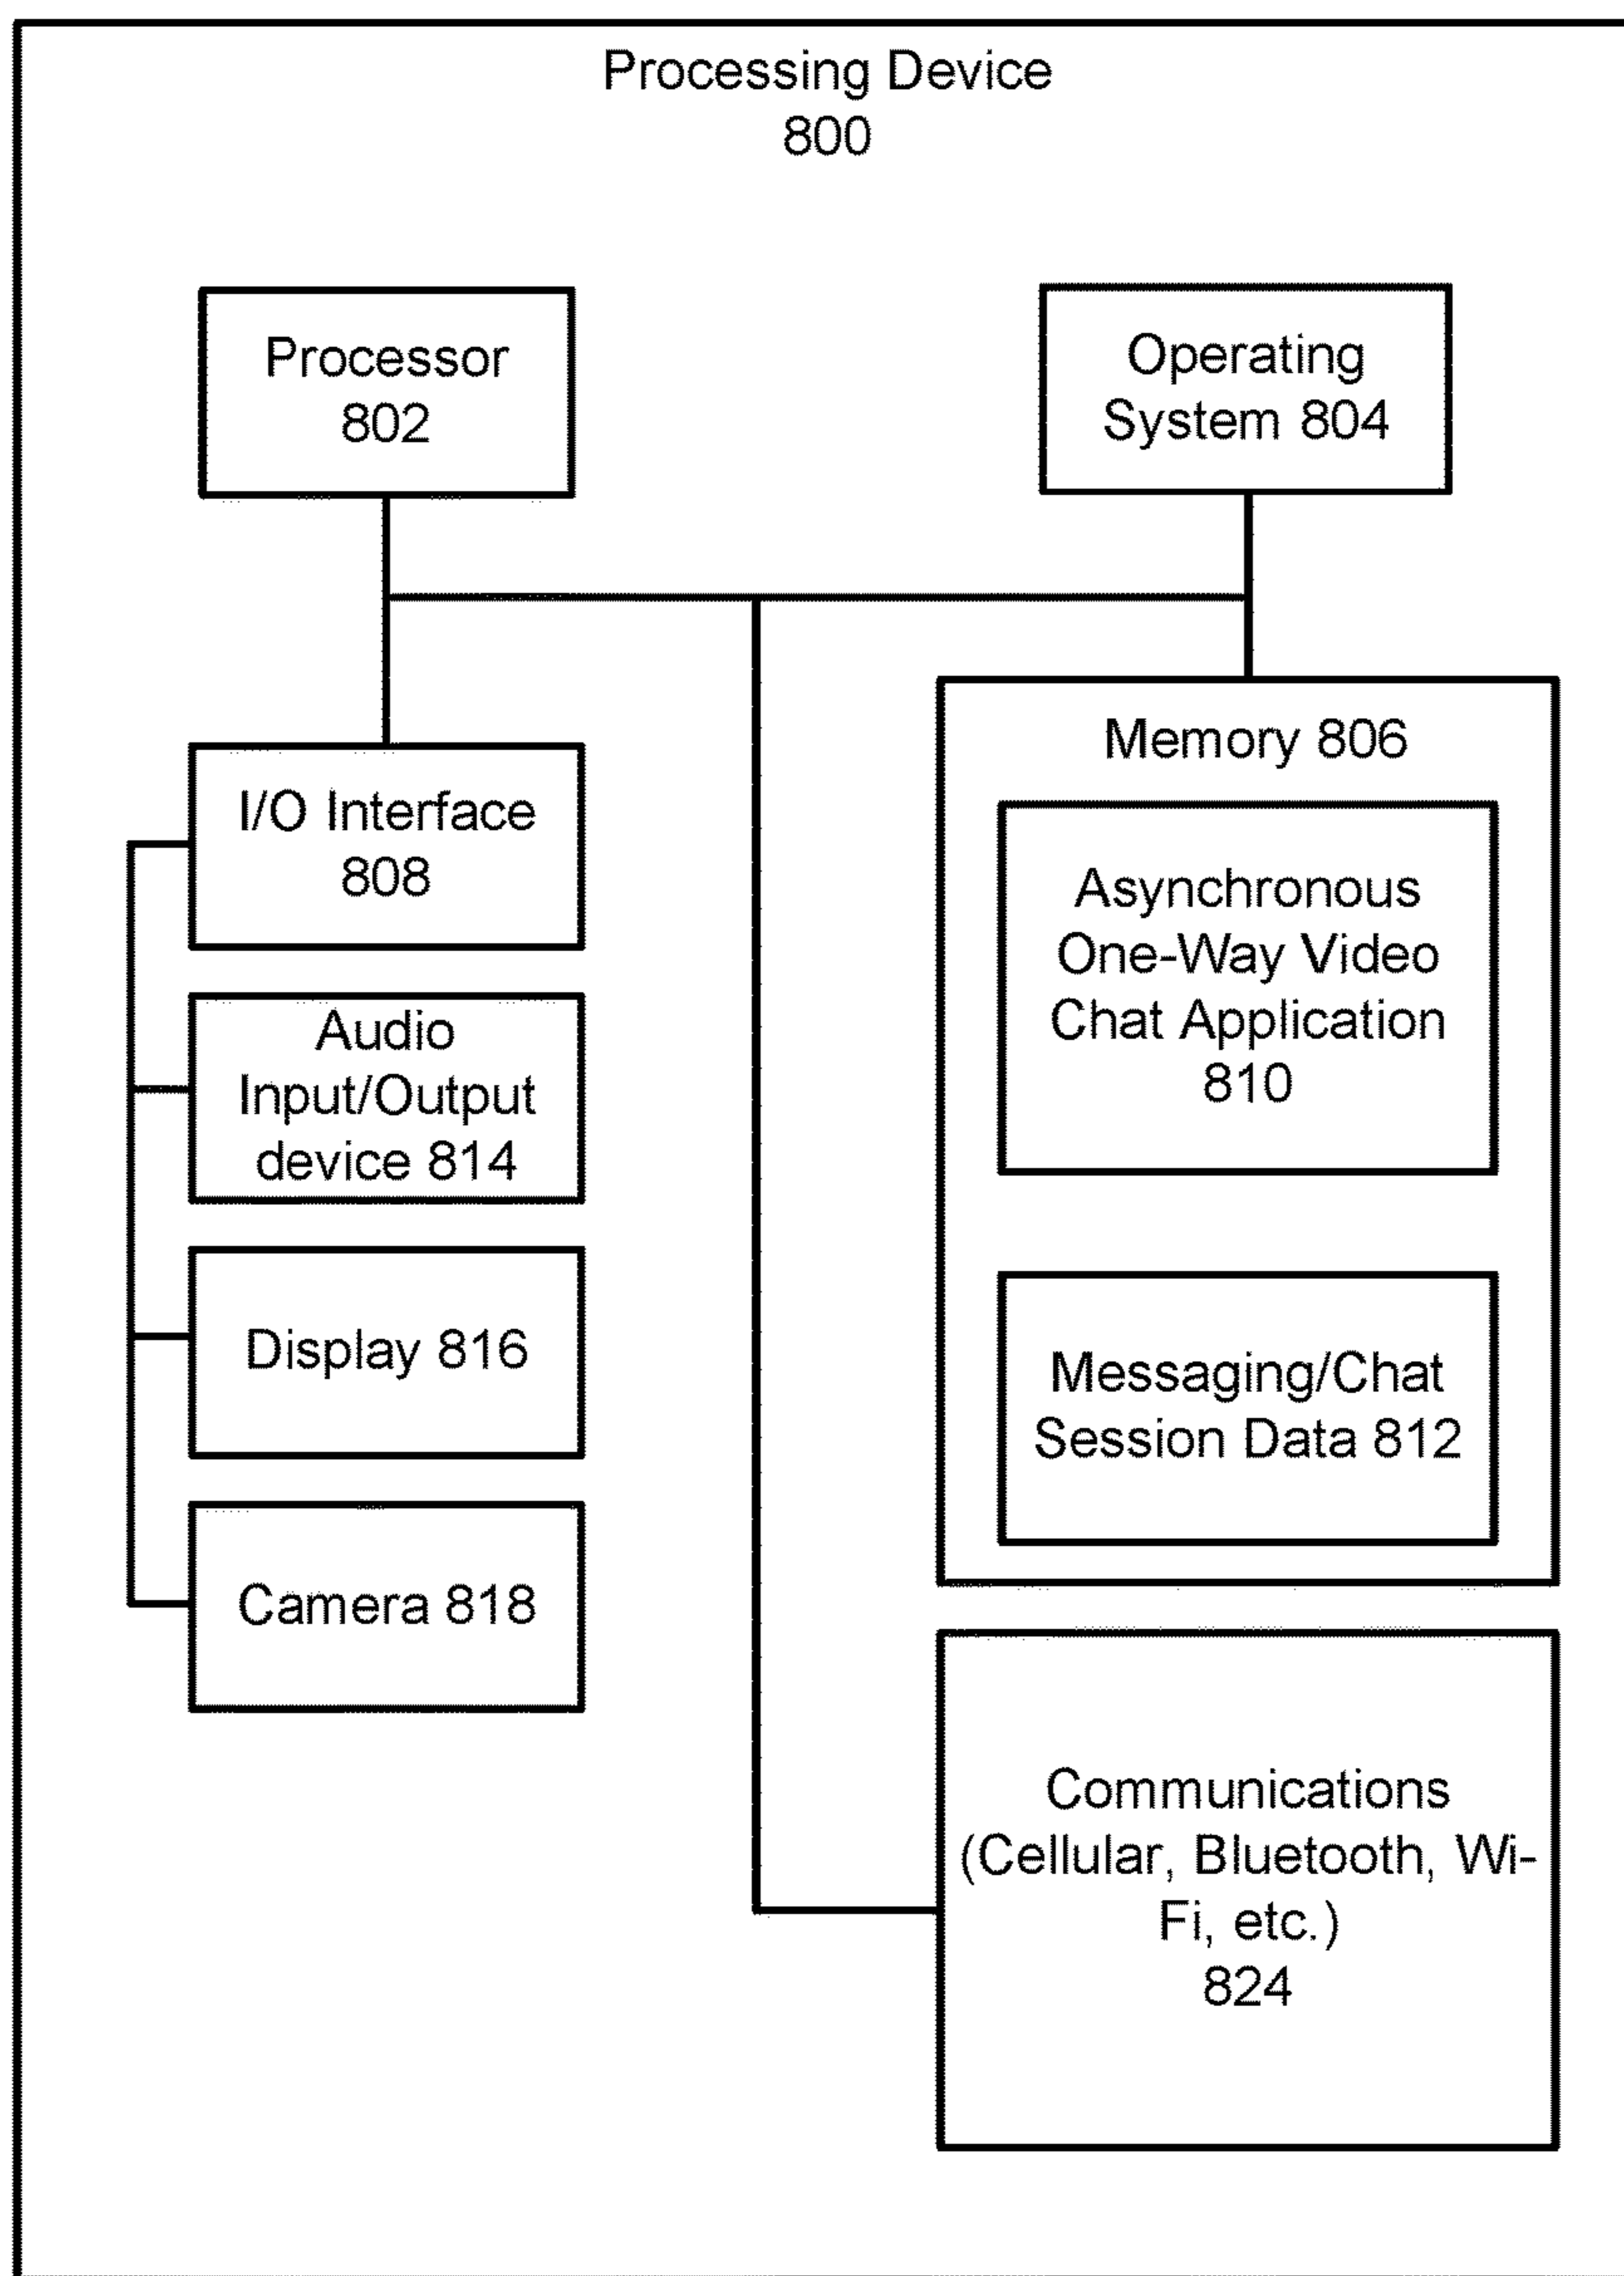 Processing Device
800
Processor
802
Operating
System 804
I/O Interface
808
Audio
Input/Output
device 814
Display 816
Camera 818
Memory 806
Asynchronous
One-Way Video
Chat Application
810
Messaging/Chat
Session Data 812
Communications
(Cellular, Bluetooth, Wi-
Fi, etc.)
824